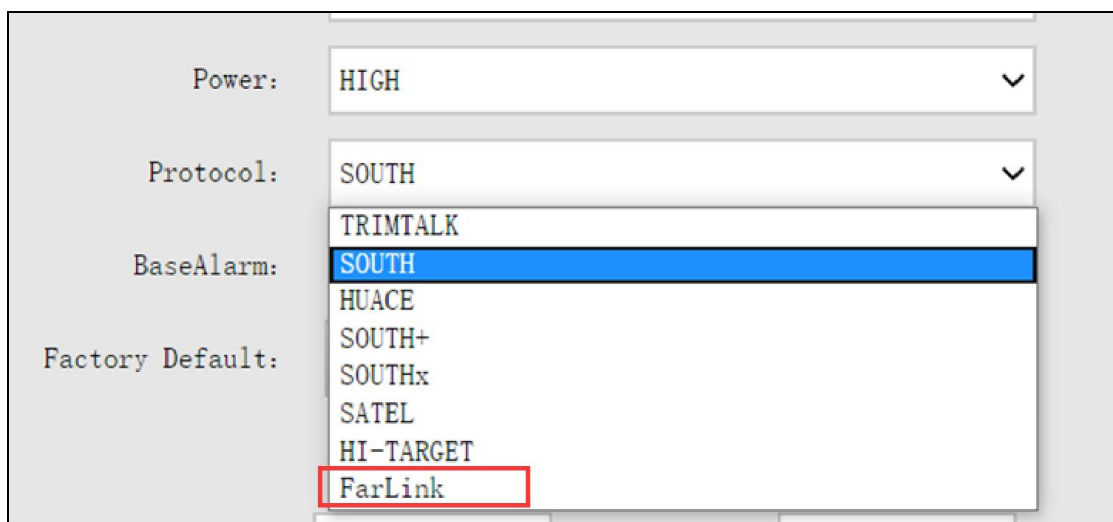 Power: HIGH
Protocol: SOUTH
TRIMTALK
BaseAlarm: SOUTH
HUACE
SOUTH+
Factory Default: SOUTHx
SATEL
HI-TARGET
FarLink